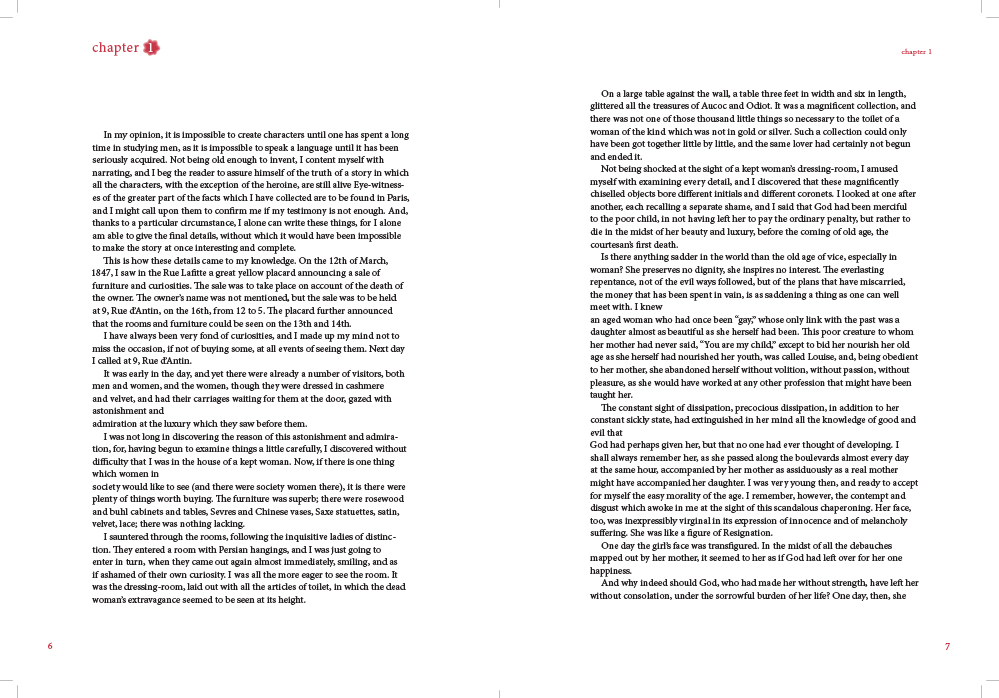 chapter 1
In my opinion, it is impossible to create characters until one has spent a long
time in studying men, as it is impossible to speak a language until it has been
seriously acquired. Not being old enough to invent, I content myself with
narrating, and I beg the reader to assure himself of the truth of a story in which
all the characters, with the exception of the heroine, are still alive Eye-witness-
es of the greater part of the facts which I have collected are to be found in Paris,
and I might call upon them to confirm me if my testimony is not enough. And,
thanks to a particular circumstance, I alone can write these things, for I alone
am able to give the final details, without which it would have been impossible
to make the story at once interesting and complete.
This is how these details came to my knowledge. On the 12th of March,
1847, I saw in the Rue Lafitte a great yellow placard announcing a sale of
furniture and curiosities. The sale was to take place on account of the death of
the owner. The owner's name was not mentioned, but the sale was to be held
at 9, Rue d'Antin, on the 16th, from 12 to 5. The placard further announced
that the rooms and furniture could be seen on the 13th and 14th.
I have always been very fond of curiosities, and I made up my mind not to
miss the occasion, if not of buying some, at all events of seeing them. Next day
I called at 9, Rue d'Antin.
It was early in the day, and yet there were already a number of visitors, both
men and women, and the women, though they were dressed in cashmere
and velvet, and had their carriages waiting for them at the door, gazed with
astonishment and
admiration at the luxury which they saw before them.
I was not long in discovering the reason of this astonishment and admira-
tion, for, having begun to examine things a little carefully, I discovered without
difficulty that I was in the house of a kept woman. Now, if there is one thing
which women in
society would like to see (and there were society women there), it is there were
plenty of things worth buying. The furniture was superb; there were rosewood
and buhl cabinets and tables, Sevres and Chinese vases, Saxe statuettes, satin,
velvet, lace; there was nothing lacking.
I sauntered through the rooms, following the inquisitive ladies of distinc-
tion. They entered a room with Persian hangings, and I was just going to
enter in turn, when they came out again almost immediately, smiling, and as
if ashamed of their own curiosity. I was all the more eager to see the room. It
was the dressing-room, laid out with all the articles of toilet, in which the dead
woman's extravagance seemed to be seen at its height.
6
chapter 1
On a large table against the wall, a table three feet in width and six in length,
glittered all the treasures of Aucoc and Odiot. It was a magnificent collection, and
there was not one of those thousand little things so necessary to the toilet of a
woman of the kind which was not in gold or silver. Such a collection could only
have been got together little by little, and the same lover had certainly not begun
and ended it.
Not being shocked at the sight of a kept woman's dressing-room, I amused
myself with examining every detail, and I discovered that these magnificently
chiselled objects bore different initials and different coronets. I looked at one after
another, each recalling a separate shame, and I said that God had been merciful
to the poor child, in not having left her to pay the ordinary penalty, but rather to
die in the midst of her beauty and luxury, before the coming of old age, the
courtesan's first death.
Is there anything sadder in the world than the old age of vice, especially in
woman? She preserves no dignity, she inspires no interest. The everlasting
repentance, not of the evil ways followed, but of the plans that have miscarried,
the money that has been spent in vain, is as saddening a thing as one can well
meet with. I knew
an aged woman who had once been "gay," whose only link with the past was a
daughter almost as beautiful as she herself had been. This poor creature to whom
her mother had never said, "You are my child," except to bid her nourish her old
age as she herself had nourished her youth, was called Louise, and, being obedient
to her mother, she abandoned herself without volition, without passion, without
pleasure, as she would have worked at any other profession that might have been
taught her.
The constant sight of dissipation, precocious dissipation, in addition to her
constant sickly state, had extinguished in her mind all the knowledge of good and
evil that
God had perhaps given her, but that no one had ever thought of developing. I
shall always remember her, as she passed along the boulevards almost every day
at the same hour, accompanied by her mother as assiduously as a real mother
might have accompanied her daughter. I was very young then, and ready to accept
for myself the easy morality of the age. I remember, however, the contempt and
disgust which awoke in me at the sight of this scandalous chaperoning. Her face,
too, was inexpressibly virginal in its expression of innocence and of melancholy
suffering. She was like a figure of Resignation.
One day the girl's face was transfigured. In the midst of all the debauches
mapped out by her mother, it seemed to her as if God had left over for her one
happiness.
And why indeed should God, who had made her without strength, have left her
without consolation, under the sorrowful burden of her life? One day, then, she
7